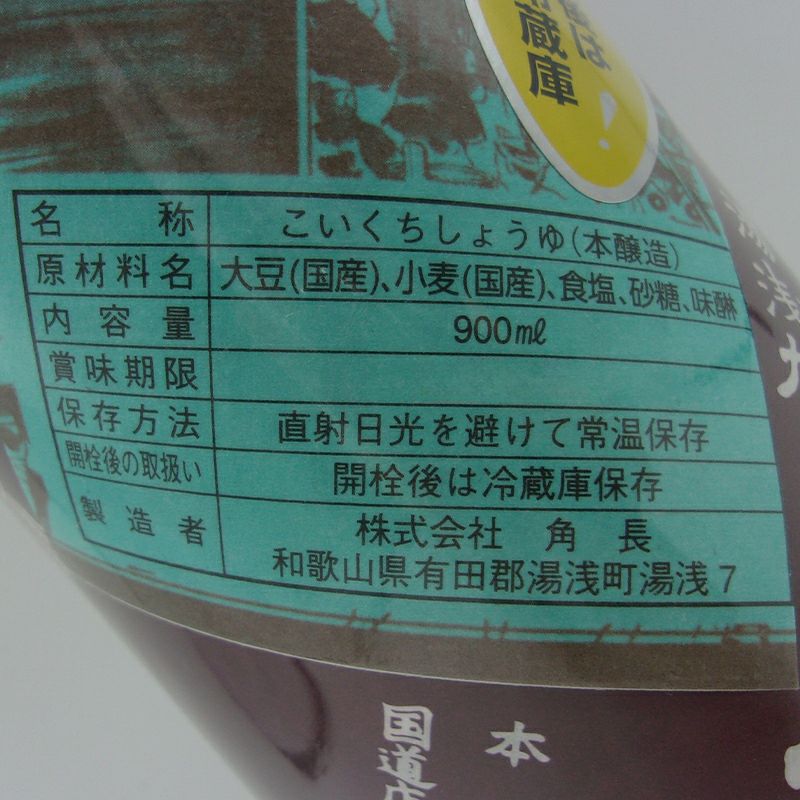 蔵庫
!
名称 こいくちしょうゆ(本醸造)
原材料名 大豆(国産)、小麦(国産)、食塩、砂糖、味醂
内容量 900ml
賞味期限
保存方法 直射日光を避けて常温保存
開栓後の取扱い 開栓後は冷蔵庫保存
製造者 株式会社 角長
和歌山県有田郡湯浅町湯浅7
湯浅
本
国道店